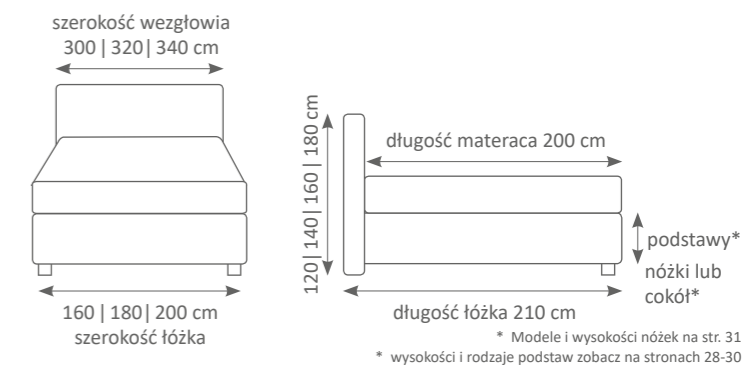 szerokość wezgłowia
300 | 320 | 340 cm
160 | 180 | 200 cm
szerokość łóżka
120 | 140 | 160 | 180 cm
długość materaca 200 cm
podstawy*
nóżki lub
cokół*
długość łóżka 210 cm
* Modele i wysokości nóżek na str. 31
* wysokości i rodzaje podstaw zobacz na stronach 28-30